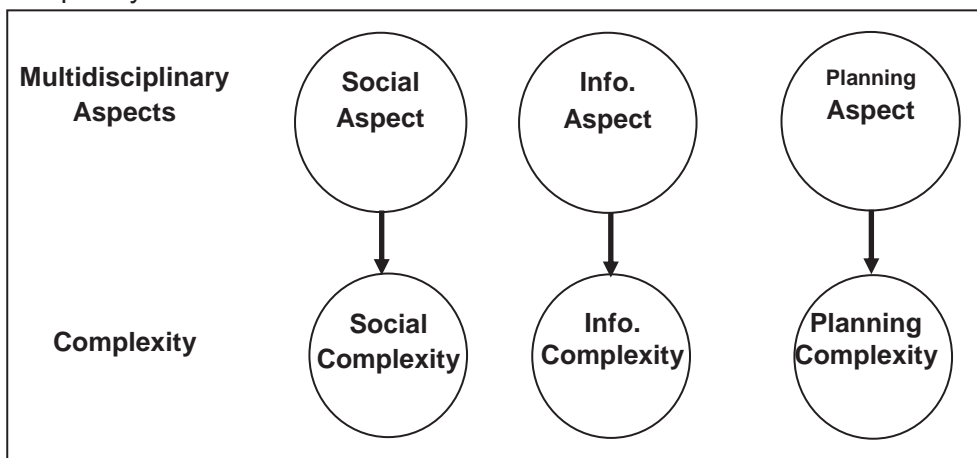 Multidisciplinary
Aspects
Social
Aspect
Info.
Aspect
Planning
Aspect
Complexity
Social
Complexity
Info.
Complexity
Planning
Complexity